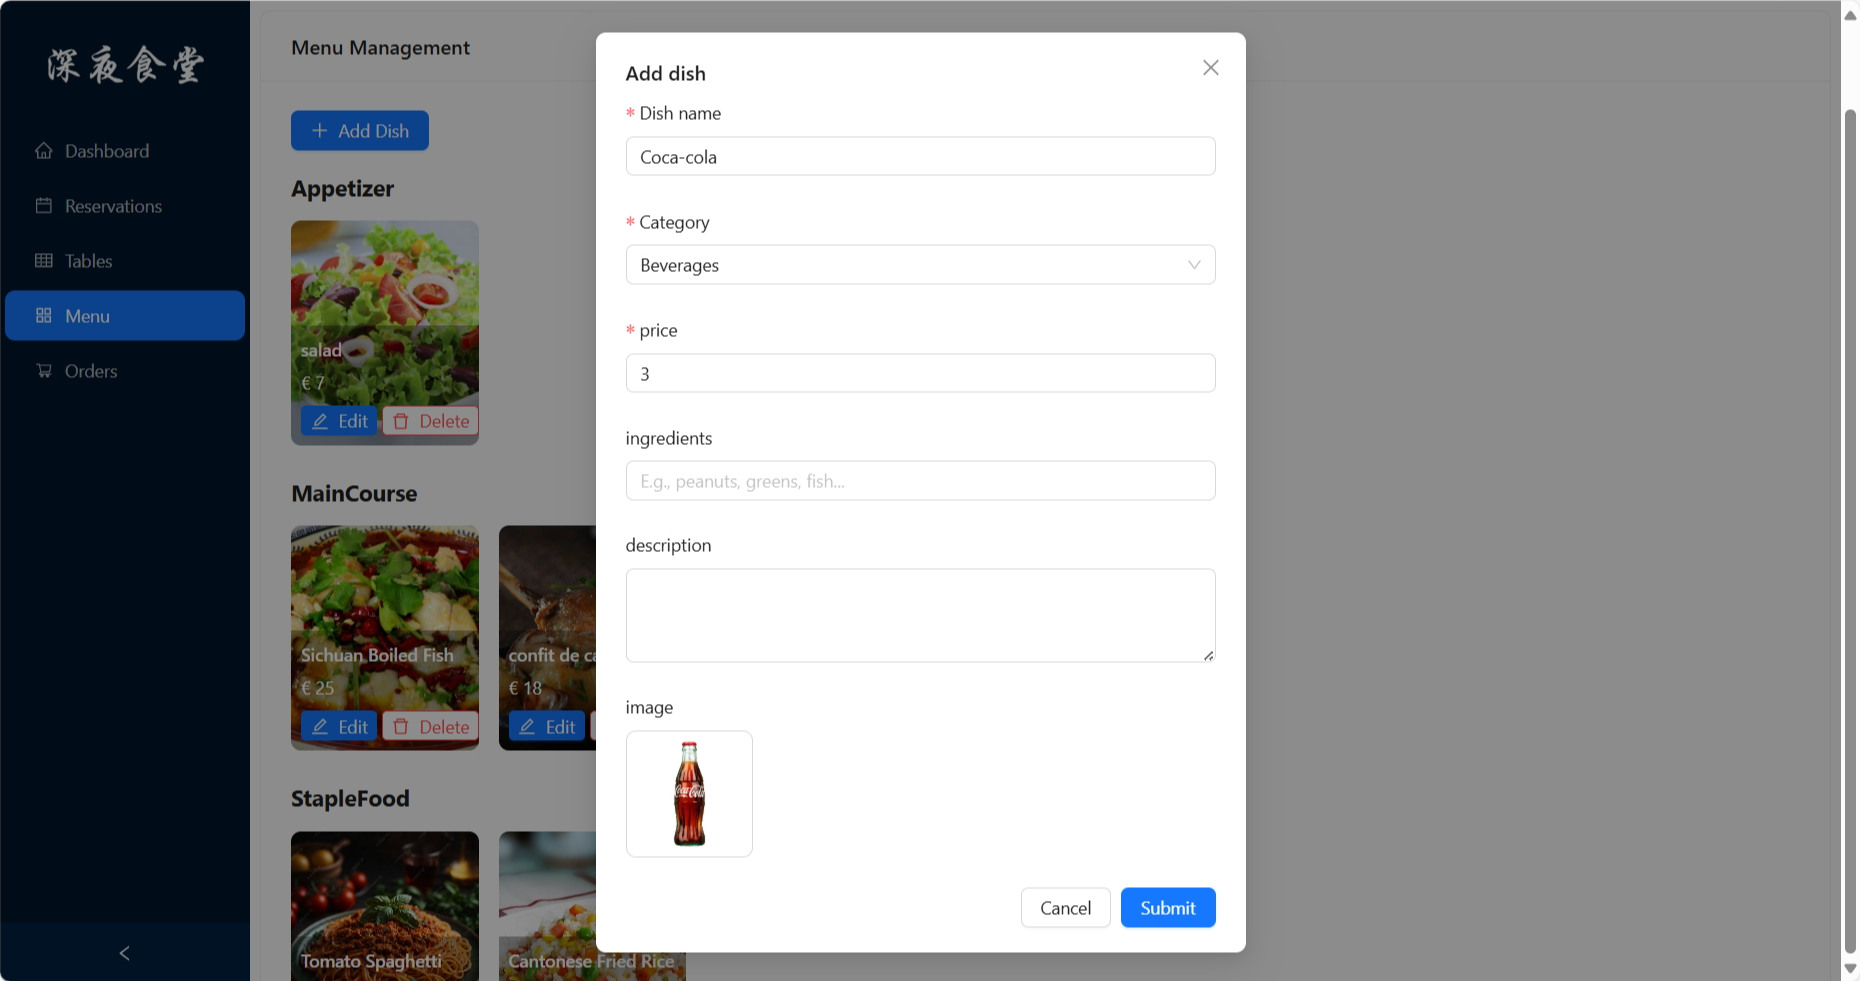 深夜食堂
Dashboard
Reservations
Tables
Menu
Orders
Menu Management
Add Dish
Appetizer
salad
€ 7
Edit
Delete
MainCourse
Sichuan Boiled Fish
€ 25
Edit
Delete
confit de ca
€ 18
Edit
StapleFood
Tomato Spaghetti
Cantonese Fried Rice
Add dish
* Dish name
Coca-cola
* Category
Beverages
* price
3
ingredients
E.g., peanuts, greens, fish...
description
image
Coca-Cola
Cancel
Submit